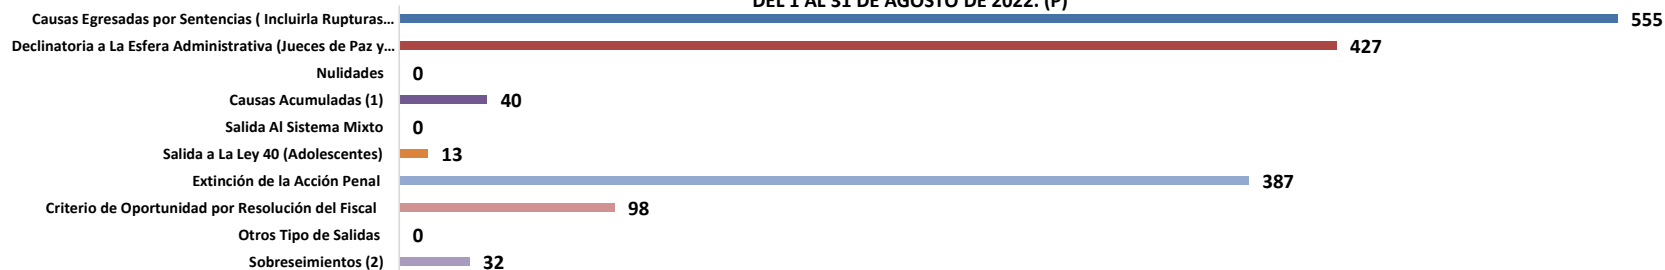 DEL 1 AL 31 DE AGOSTO DE 2022. (P)
Causas Egresadas por Sentencias ( Incluirla Rupturas... 555
Declinatoria a La Esfera Administrativa (Jueces de Paz y... 427
Nulidades 0
Causas Acumuladas (1) 40
Salida Al Sistema Mixto 0
Salida a La Ley 40 (Adolescentes) 13
Extinción de la Acción Penal 387
Criterio de Oportunidad por Resolución del Fiscal 98
Otros Tipo de Salidas 0
Sobreseimientos (2) 32